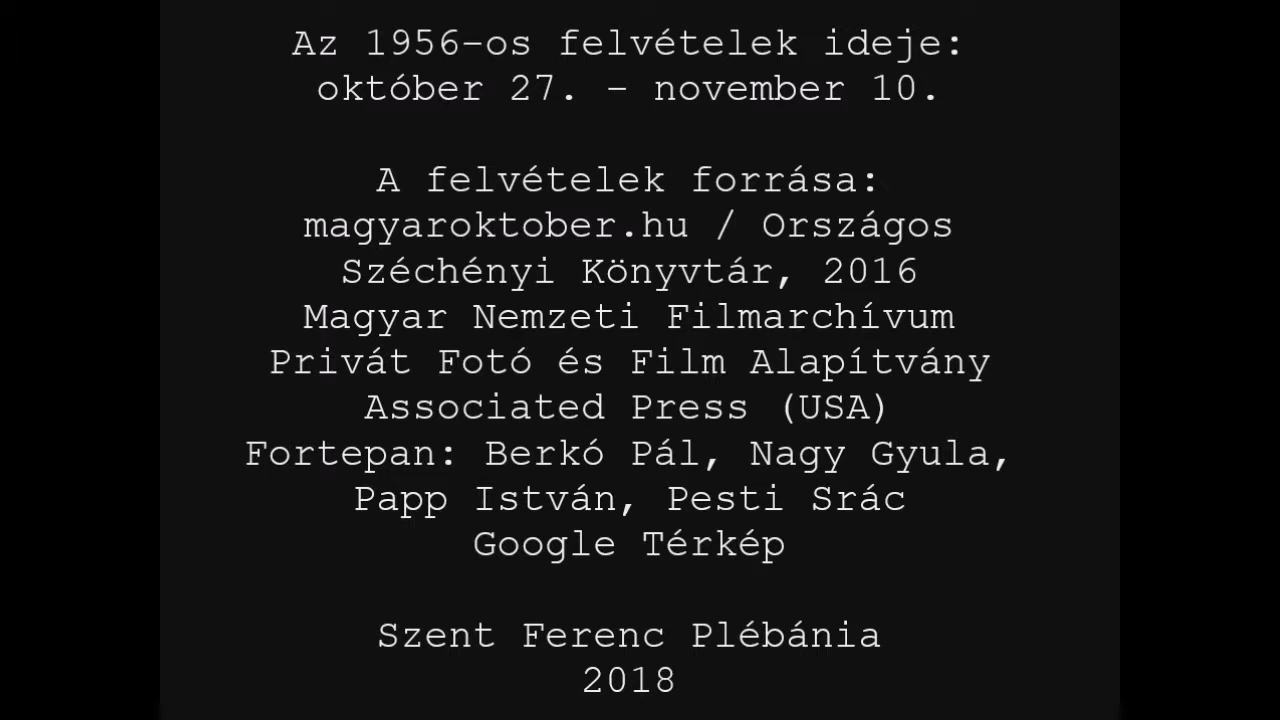 Az 1956-os felvételek ideje:
október 27. - november 10.
A felvételek forrása:
magyaroktober.hu / Országos
Széchényi Könyvtár, 2016
Magyar Nemzeti Filmarchívum
Privát Fotó és Film Alapítvány
Associated Press (USA)
Fortepan: Berkó Pál, Nagy Gyula,
Papp István, Pesti Srác
Google Térkép
Szent Ferenc Plébánia
2018